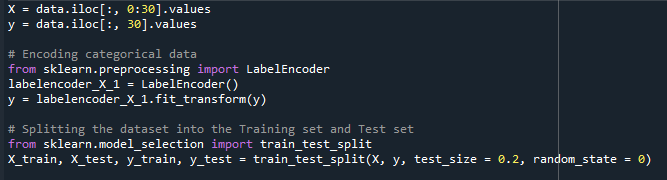 X = data.iloc[:, 0:30].values
y = data.iloc[:, 30].values
# Encoding categorical data
from sklearn.preprocessing import LabelEncoder
labelencoder_X_1 = LabelEncoder()
y = labelencoder_X_1.fit_transform(y)
# Splitting the dataset into the Training set and Test set
from sklearn.model_selection import train_test_split
X_train, X_test, y_train, y_test = train_test_split(X, y, test_size = 0.2, random_state = 0)